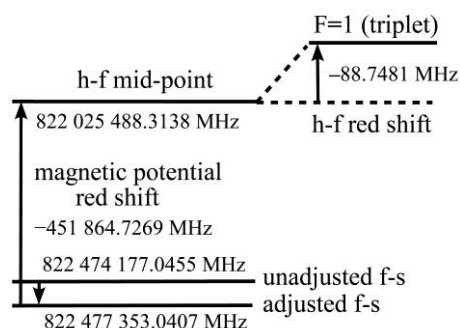 F=1 (triplet)
–88.7481 MHz
h-f mid-point
h-f red shift
822 025 488.3138 MHz
magnetic potential
red shift
−451 864.7269 MHz
822 474 177.0455 MHz
unadjusted f-s
adjusted f-s
822 477 353.0407 MHz